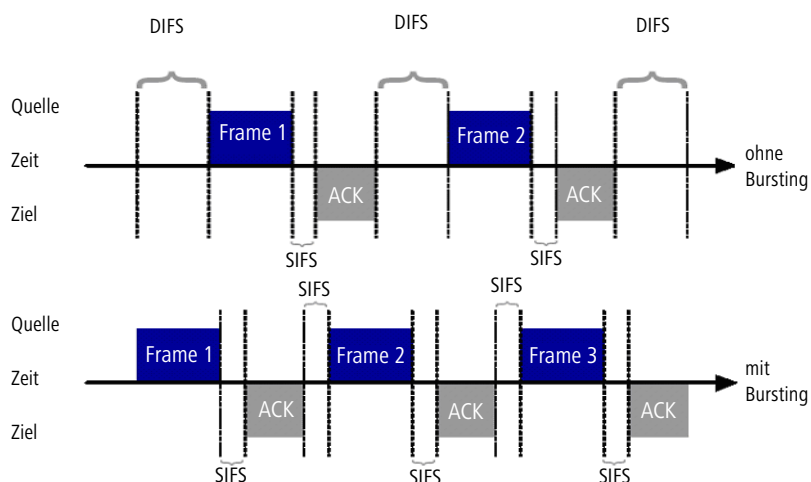 DIFS DIFS DIFS
Quelle
Frame 1 Frame 2
Zeit
ohne
Bursting
Ziel
ACK ACK
SIFS SIFS
SIFS SIFS
Quelle
Frame 1 Frame 2 Frame 3
Zeit
mit
Bursting
Ziel
ACK ACK ACK
SIFS SIFS SIFS